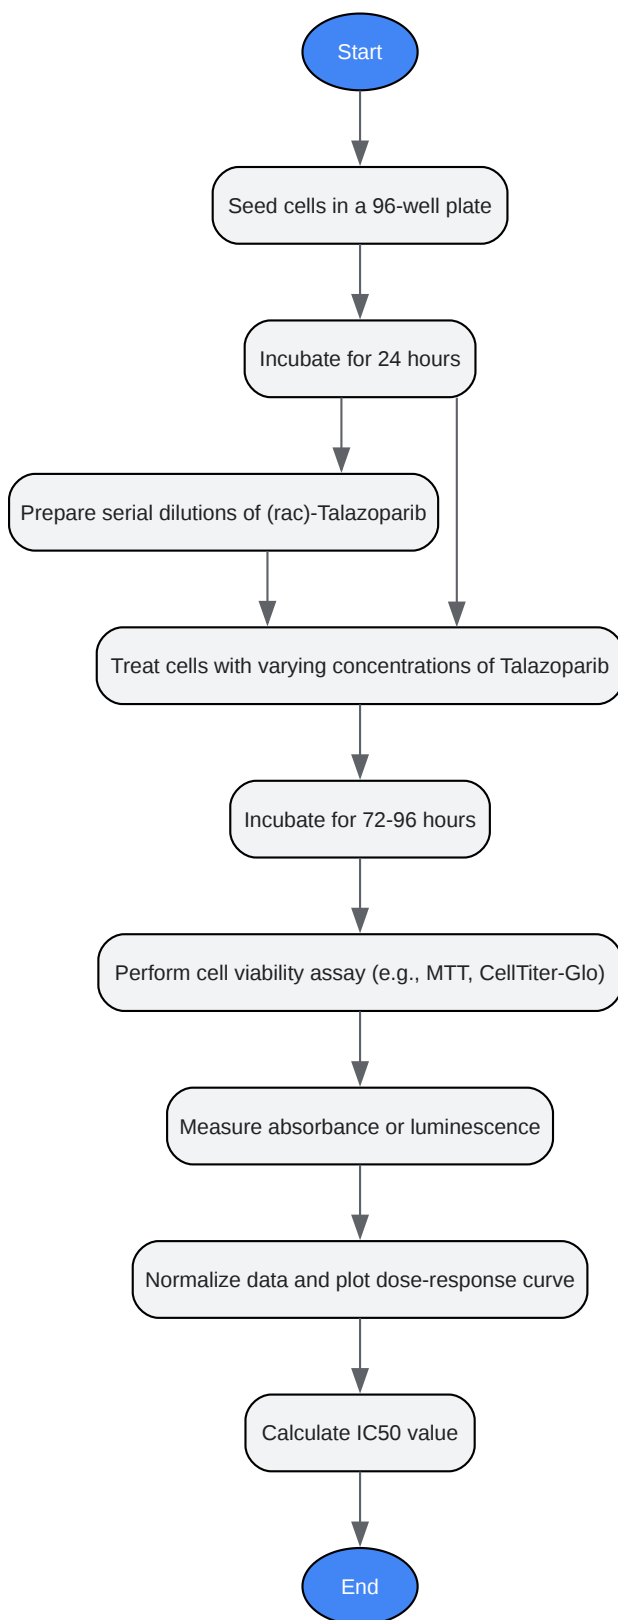 Start
Seed cells in a 96-well plate
Incubate for 24 hours
Prepare serial dilutions of (rac)-Talazoparib
Treat cells with varying concentrations of Talazoparib
Incubate for 72-96 hours
Perform cell viability assay (e.g., MTT, CellTiter-Glo)
Measure absorbance or luminescence
Normalize data and plot dose-response curve
Calculate IC50 value
End